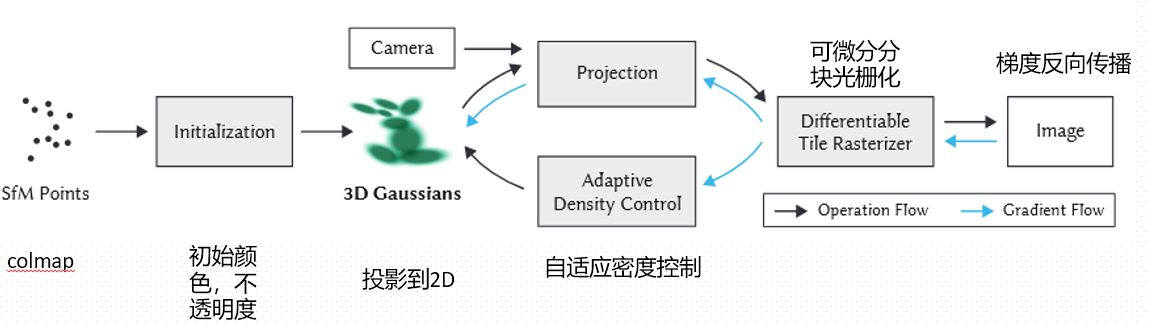 Camera
Projection
可微分分
块光栅化
梯度反向传播
Initialization
Differentiable
Tile Rasterizer
Image
SfM Points
3D Gaussians
Adaptive
Density Control
Operation Flow
Gradient Flow
colmap
初始颜
色，不
透明度
投影到2D
自适应密度控制